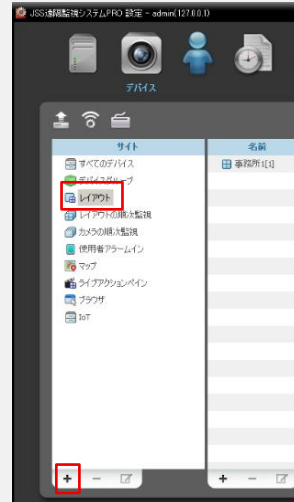 JSS遠隔監視システムPRO 設定 - admin(127.0.0.1)
デバイス
サイト
すべてのデバイス
デバイスグループ
レイアウト
レイアウトの順次監視
カメラの順次監視
使用者アラームイン
マップ
ライブアクションペイン
ブラウザ
IoT
名前
事務所1[1]